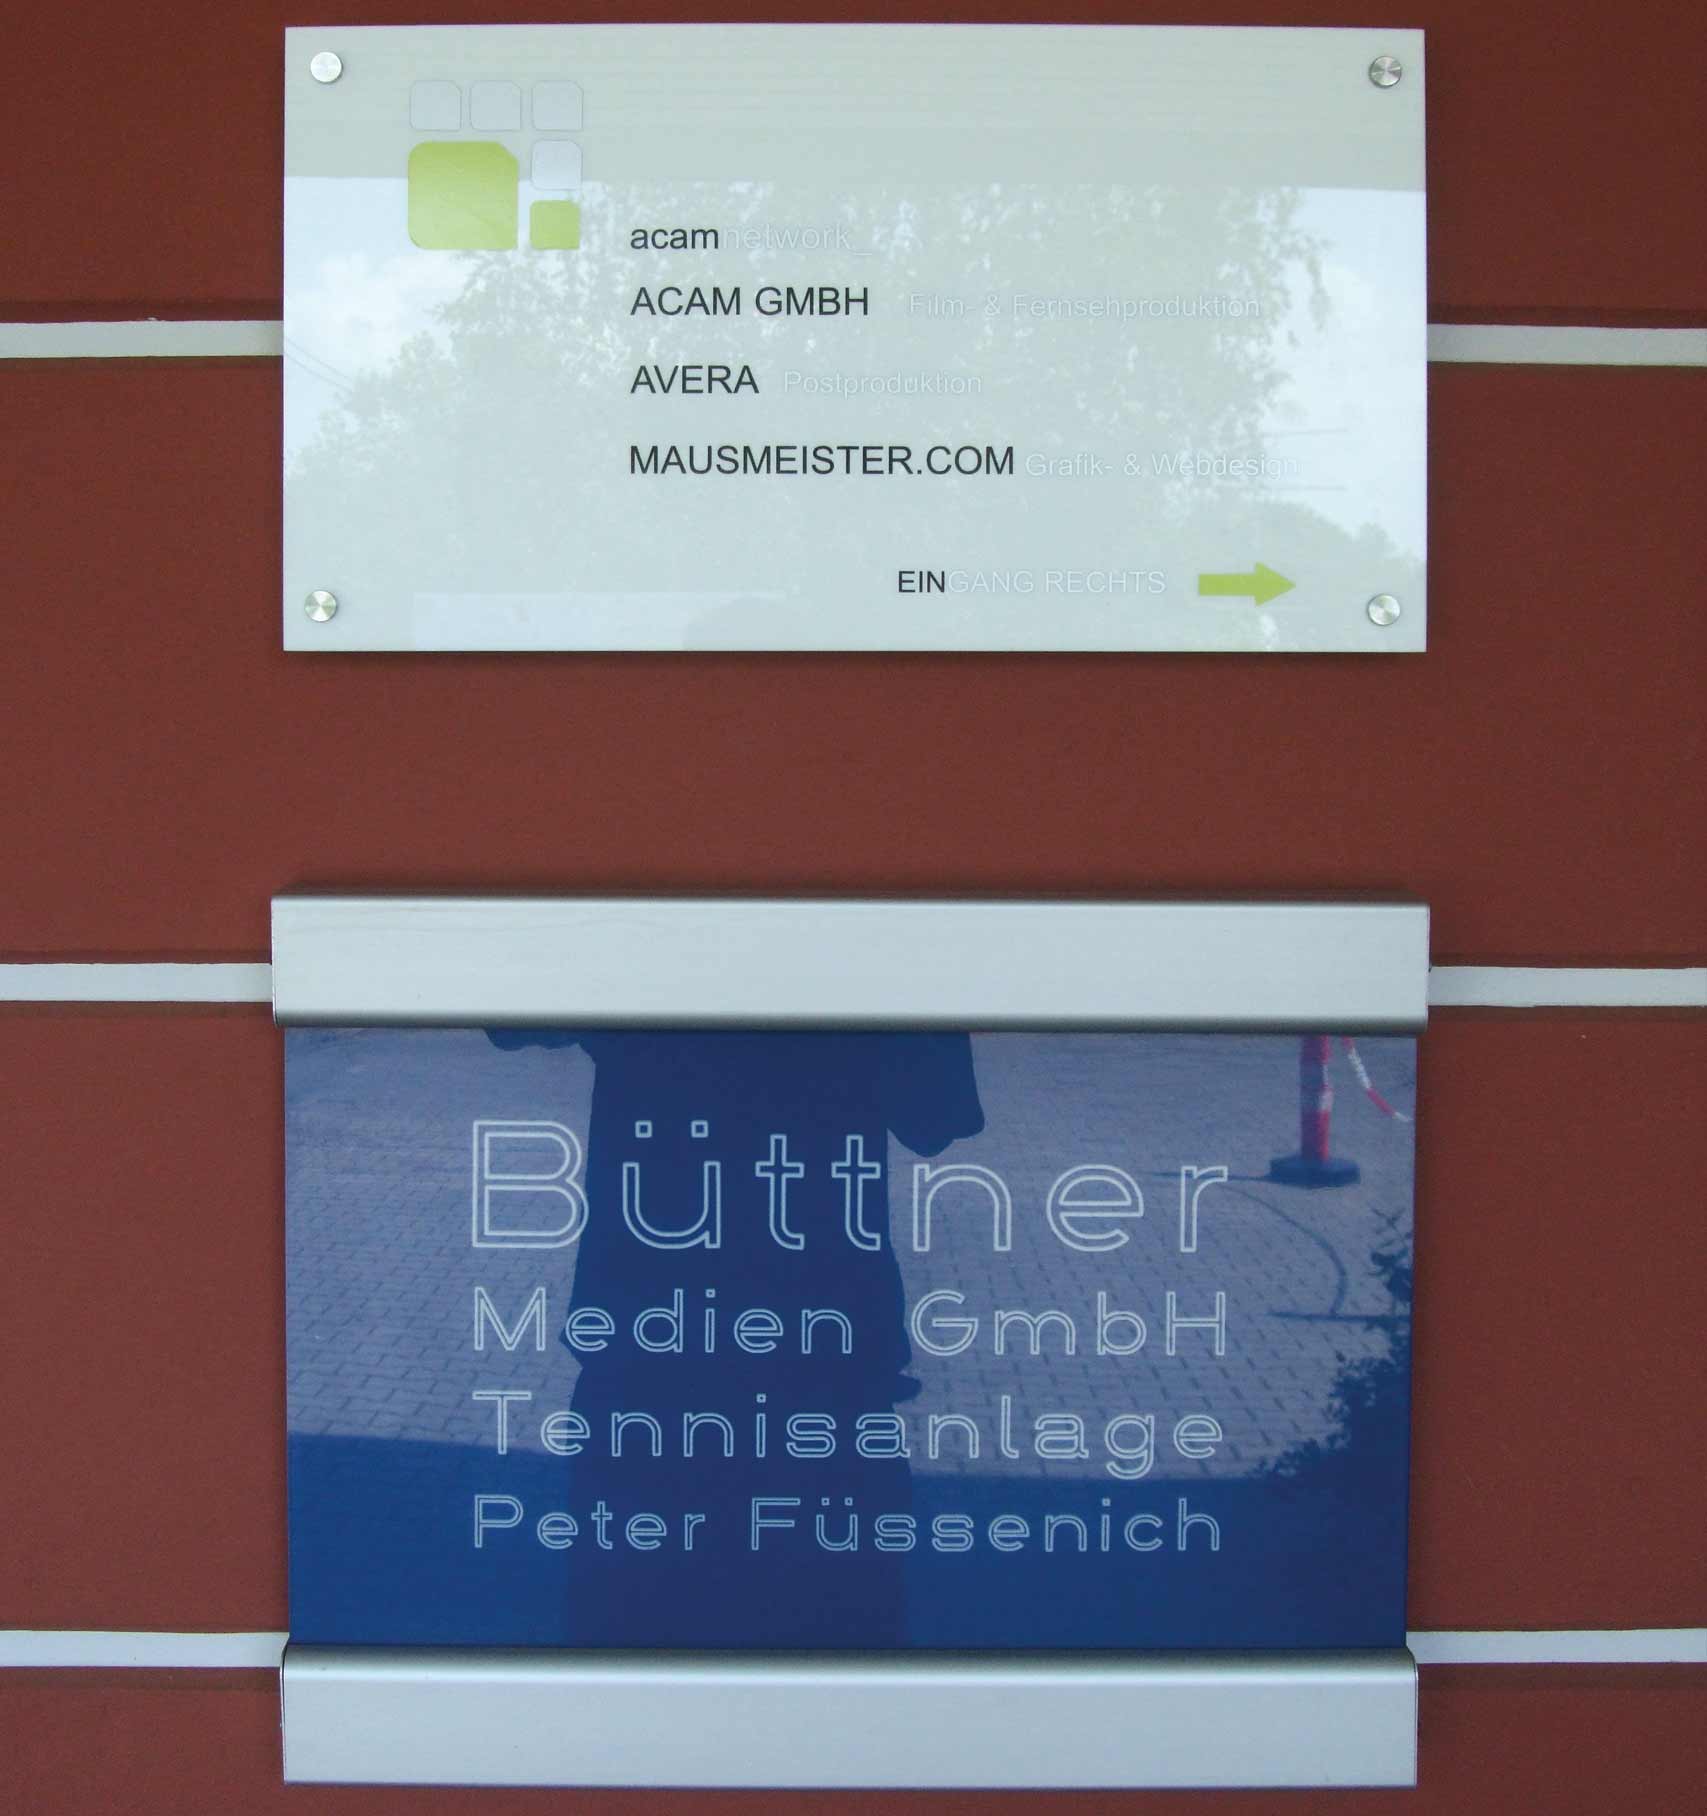 acamnetwork_
ACAM GMBH Film- & Fernsehproduktion
AVERA Postproduktion
MAUSMEISTER.COM Grafik- & Webdesign
EINGANG RECHTS
Büttner
Medien GmbH
Tennisanlage
Peter Füssenich